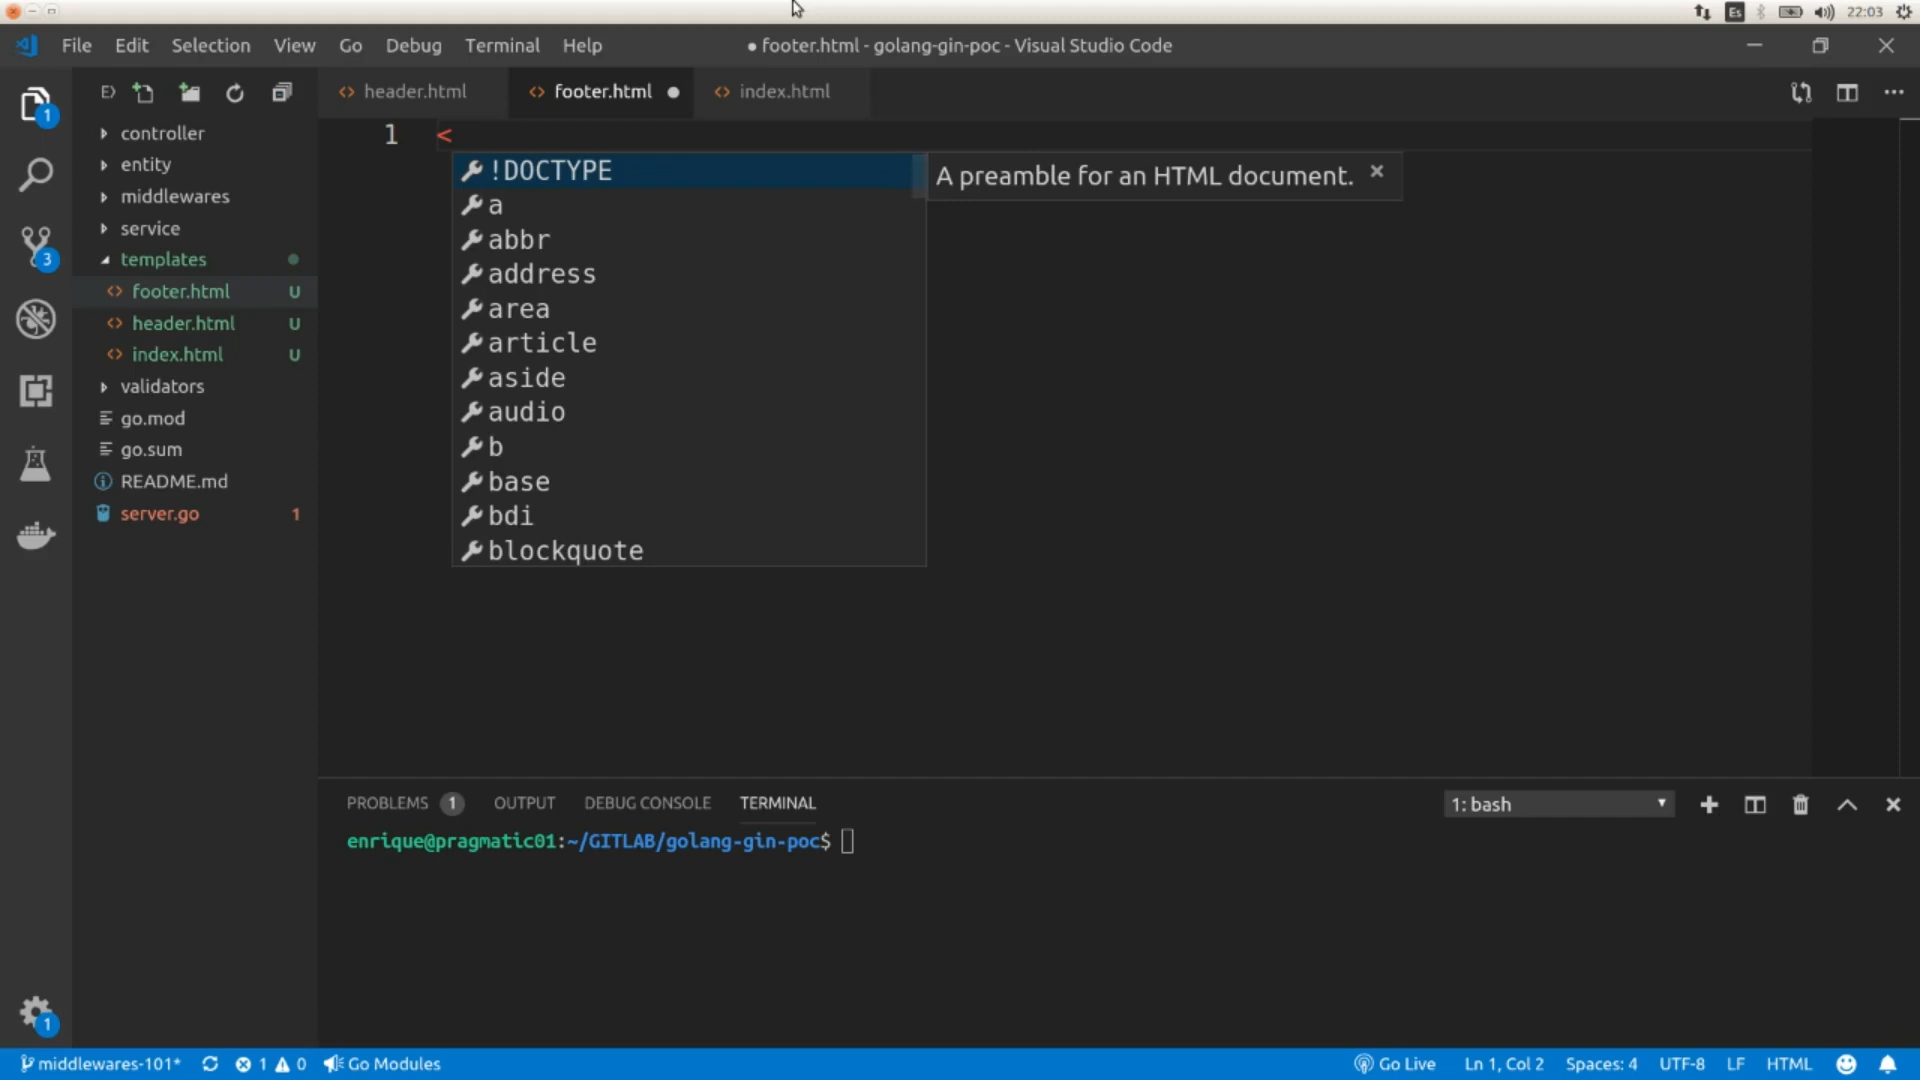 Es 22:03
File Edit Selection View Go Debug Terminal Help ● footer.html - golang-gin-poc - Visual Studio Code
header.html footer.html ● index.html
controller
entity
middlewares
service
templates
footer.html U
header.html U
index.html U
validators
go.mod
go.sum
README.md
server.go 1
1
3
1
1 <
!DOCTYPE
A preamble for an HTML document.
a
abbr
address
area
article
aside
audio
b
base
bdi
blockquote
PROBLEMS 1 OUTPUT DEBUG CONSOLE TERMINAL 1: bash
enrique@pragmatic01:~/GITLAB/golang-gin-poc$
middlewares-101* 1 0 Go Modules Go Live Ln 1, Col 2 Spaces: 4 UTF-8 LF HTML